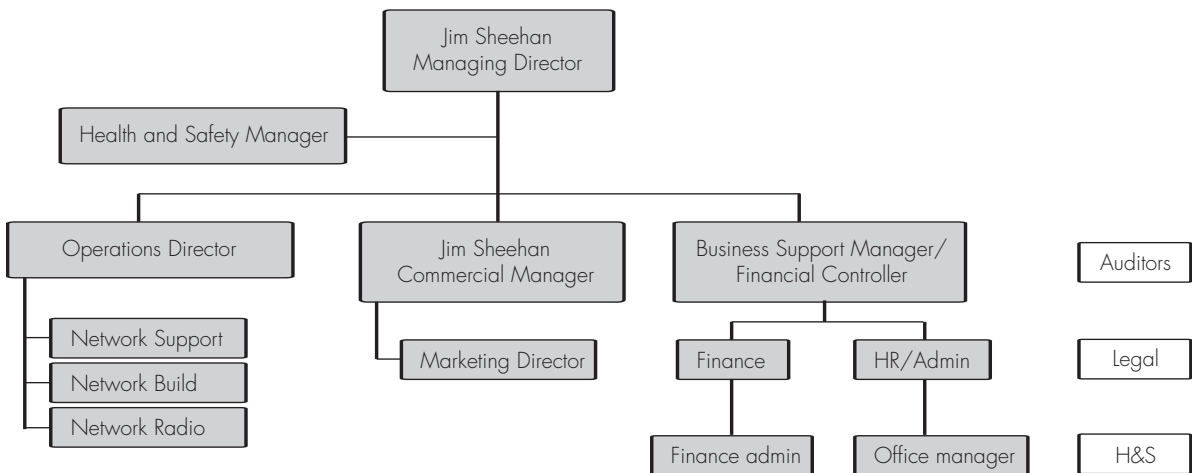 Jim Sheehan
Managing Director
Health and Safety Manager
Operations Director
Jim Sheehan
Commercial Manager
Business Support Manager/
Financial Controller
Auditors
Network Support
Network Build
Network Radio
Marketing Director
Finance
HR/Admin
Legal
Finance admin
Office manager
H&S